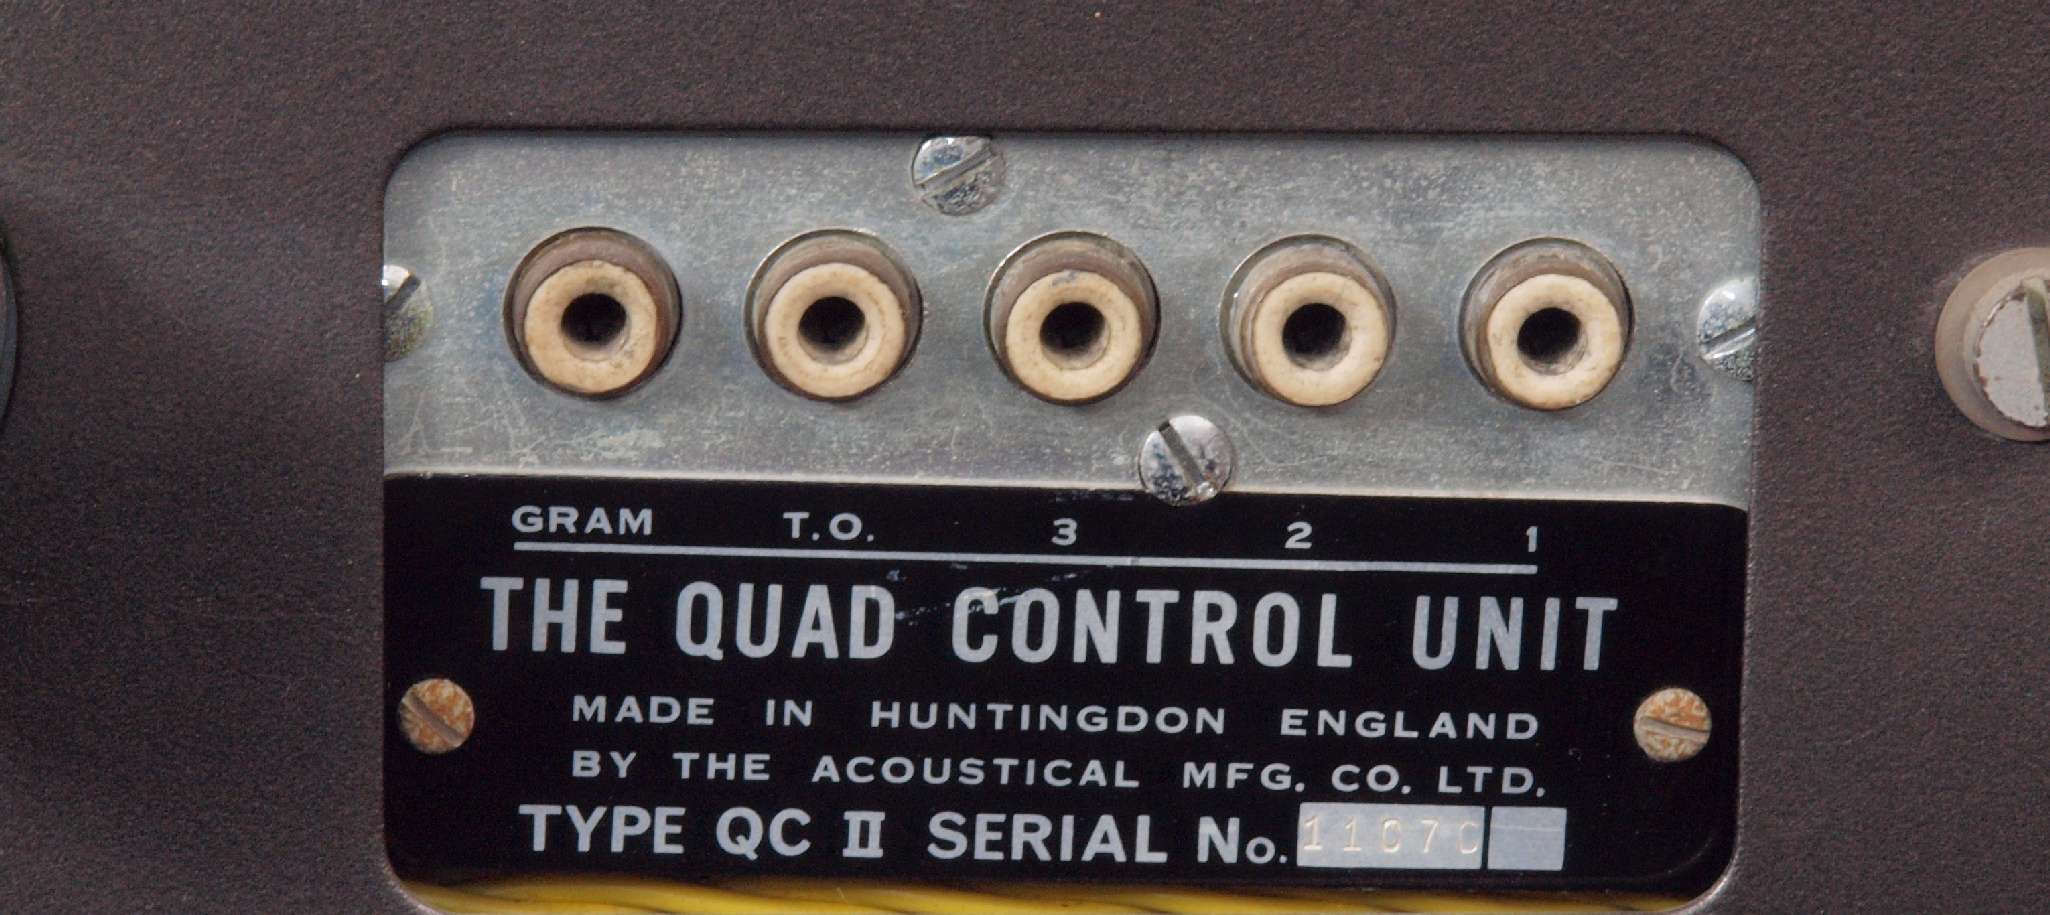 GRAM T.O. 3 2 1
THE QUAD CONTROL UNIT
MADE IN HUNTINGDON ENGLAND
BY THE ACOUSTICAL MFG. CO. LTD.
TYPE QC II SERIAL No.